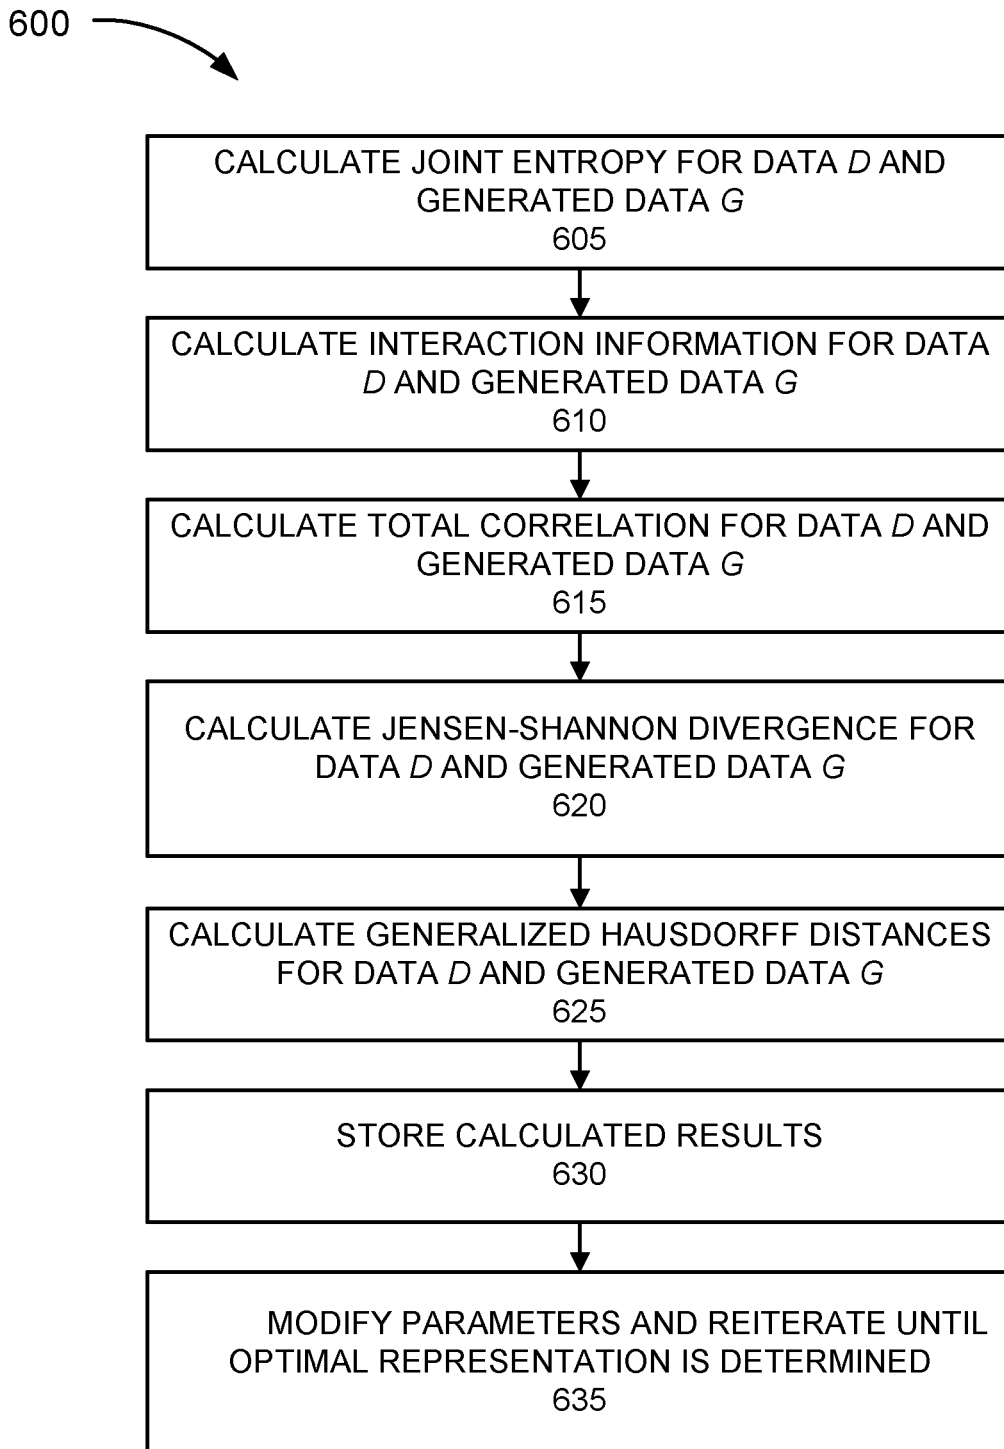 600
CALCULATE JOINT ENTROPY FOR DATA D AND
GENERATED DATA G
605
CALCULATE INTERACTION INFORMATION FOR DATA
D AND GENERATED DATA G
610
CALCULATE TOTAL CORRELATION FOR DATA D AND
GENERATED DATA G
615
CALCULATE JENSEN-SHANNON DIVERGENCE FOR
DATA D AND GENERATED DATA G
620
CALCULATE GENERALIZED HAUSDORFF DISTANCES
FOR DATA D AND GENERATED DATA G
625
STORE CALCULATED RESULTS
630
MODIFY PARAMETERS AND REITERATE UNTIL
OPTIMAL REPRESENTATION IS DETERMINED
635